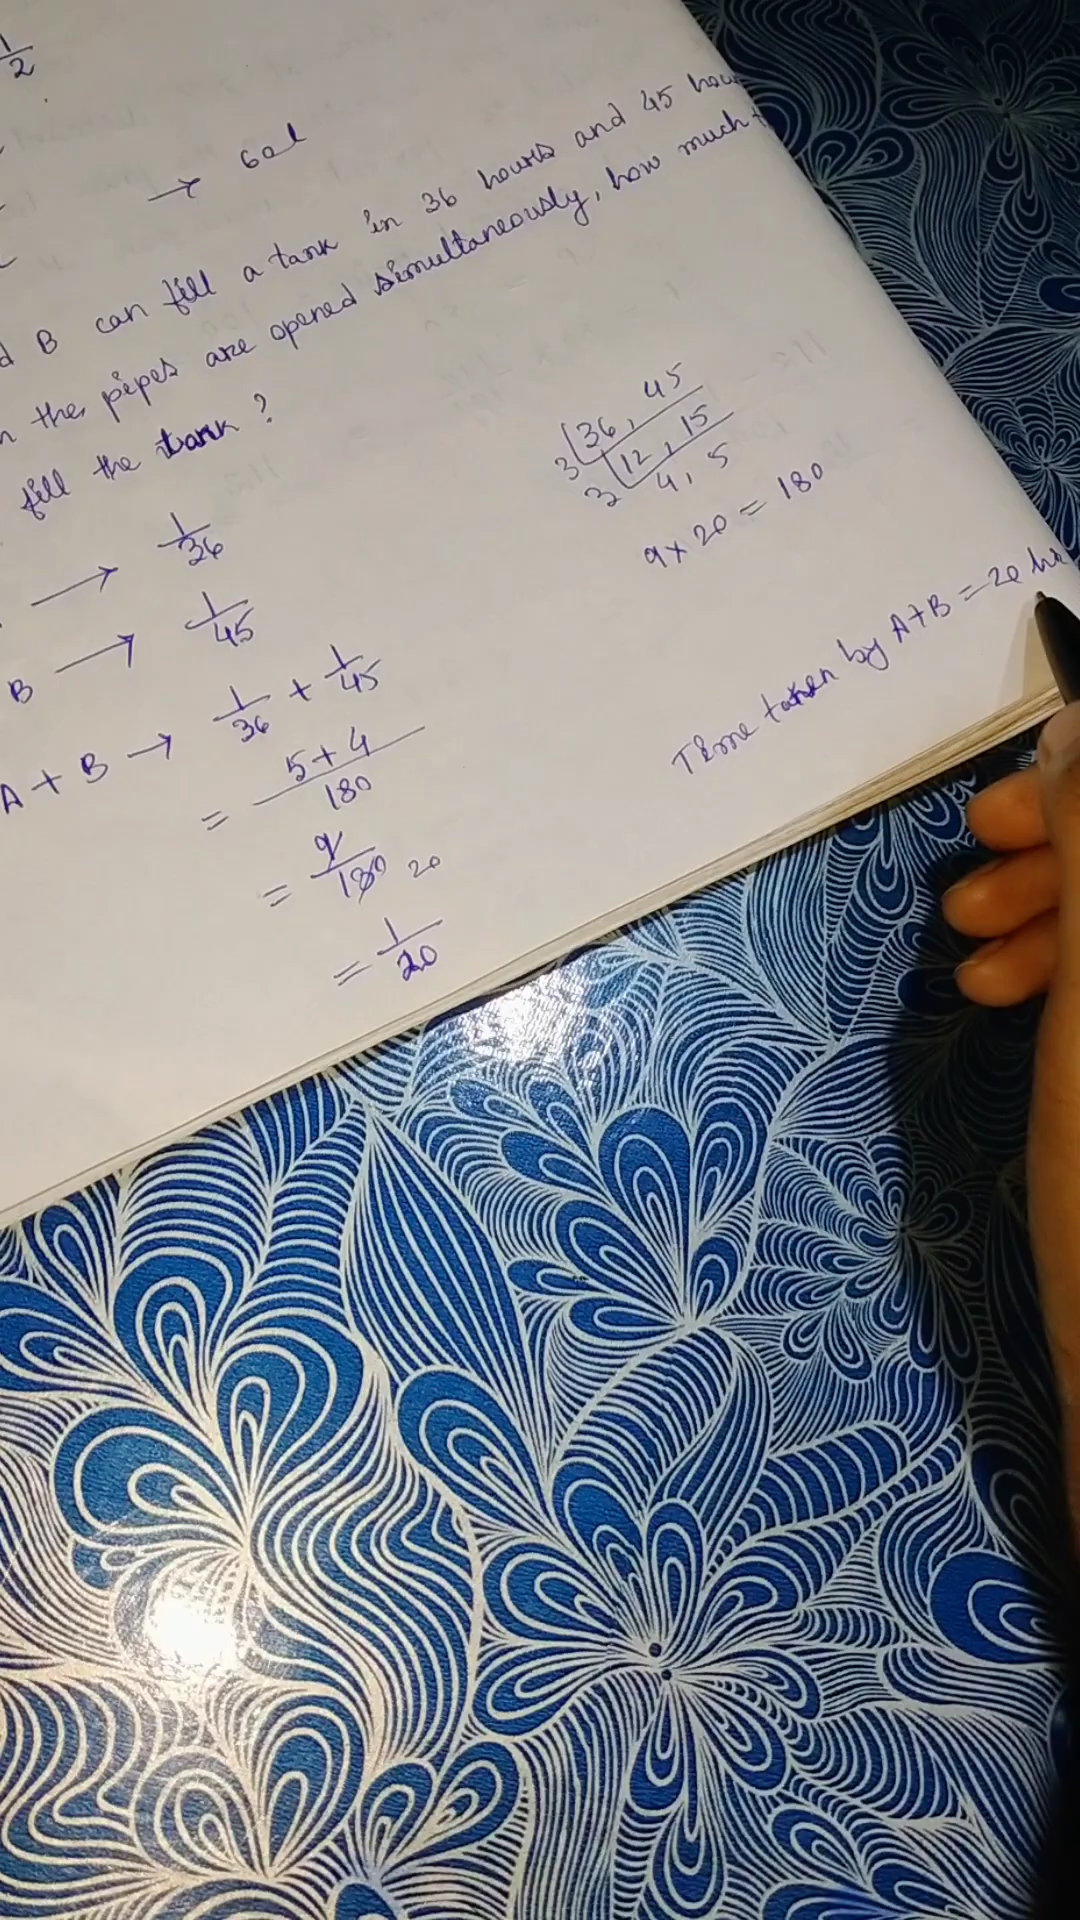 1/2
→ Sol
B can fill a tank in 36 hours and 45 hou
the pipes are opened simultaneously, how much t
fill the tank ?
→ 1/36
B → 1/45
A + B → 1/36 + 1/45
= 5 + 4 / 180
= 9/180 20
= 1/20
3 | 36, 45
3 | 12, 15
4, 5
9 × 20 = 180
Time taken by A+B = 20 hr